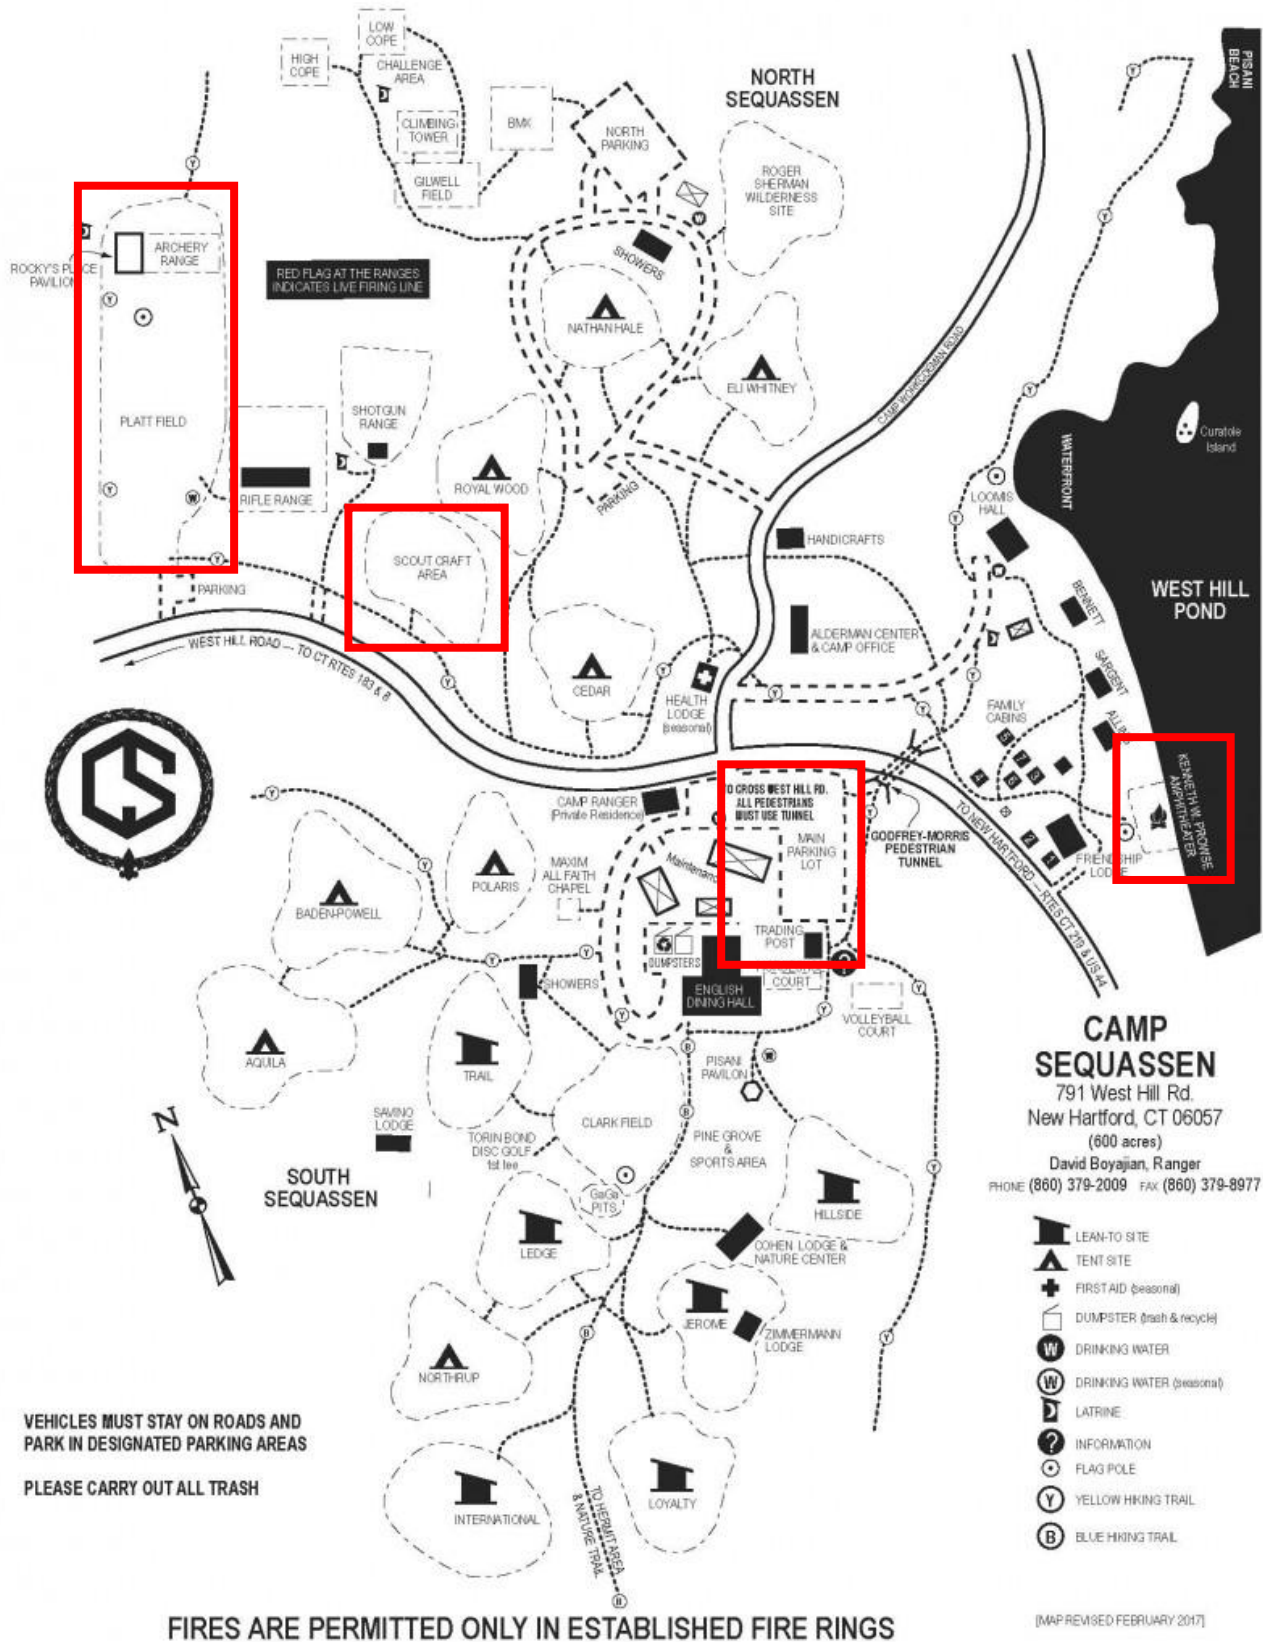 LOW
COPE
HIGH
COPE
CHALLENGE
AREA
CLIMBING
TOWER
BMX
GILWELL
FIELD
NORTH
PARKING
NORTH
SEQUASSEN
ROGER
SHERMAN
WILDERNESS
SITE
PISANI
BEACH
W
Y
Y
Y
ARCHERY
RANGE
ROCKY'S PLACE
PAVILION
RED FLAG AT THE RANGES
INDICATES LIVE FIRING LINE
SHOWERS
NATHAN HALE
ELI WHITNEY
CAMP WORKCOEMAN ROAD
Y
Y
PLATT FIELD
SHOTGUN
RANGE
Y
W
RIFLE RANGE
ROYAL WOOD
PARKING
Curatole
Island
WATERFRONT
LOOMIS
HALL
Y
SCOUT CRAFT
AREA
Y
PARKING
HANDICRAFTS
W
WEST HILL
POND
BENNETT
ALDERMAN CENTER
& CAMP OFFICE
WEST HILL ROAD — TO CT RTES 183 & 8
Y
CEDAR
Y
HEALTH
LODGE
(seasonal)
Y
Y
Y
SARGENT
FAMILY
CABINS
5
7
6
3
4
2
1
KENNETH W. PROWSE
AMPHITHEATER
FRIENDSHIP
CS
Y
CAMP RANGER
(Private Residence)
TO CROSS WEST HILL RD.
ALL PEDESTRIANS
MUST USE TUNNEL
MAIN
PARKING
LOT
Y
GODFREY-MORRIS
PEDESTRIAN
TUNNEL
TO NEW HARTFORD — RTES CT 219 & US 44
Maintenance
MAXIM
ALL FAITH
CHAPEL
POLARIS
BADEN-POWELL
Y
Y
Y
SHOWERS
DUMPSTERS
TRADING
POST
COURT
?
ENGLISH
DINING HALL
Y
Y
Y
VOLLEYBALL
COURT
AQUILA
TRAIL
B
PISANI
PAVILON
W
CAMP
SEQUASSEN
791 West Hill Rd.
New Hartford, CT 06057
(600 acres)
David Boyajian, Ranger
PHONE (860) 379-2009 FAX (860) 379-8977
N
SAVINO
LODGE
TORIN BOND
DISC GOLF
1st tee
CLARK FIELD
B
PINE GROVE
&
SPORTS AREA
Y
SOUTH
SEQUASSEN
GaGa
PITS
HILLSIDE
LEDGE
COHEN LODGE &
NATURE CENTER
JEROME
ZIMMERMANN
LODGE
Y
B
NORTHRUP
LEAN-TO SITE
TENT SITE
FIRST AID (seasonal)
DUMPSTER (trash & recycle)
W DRINKING WATER
W DRINKING WATER (seasonal)
LATRINE
? INFORMATION
FLAG POLE
Y YELLOW HIKING TRAIL
B BLUE HIKING TRAIL
VEHICLES MUST STAY ON ROADS AND
PARK IN DESIGNATED PARKING AREAS
PLEASE CARRY OUT ALL TRASH
INTERNATIONAL
LOYALTY
TO HERMIT AREA
& NATURE TRAIL
B
FIRES ARE PERMITTED ONLY IN ESTABLISHED FIRE RINGS
[MAP REVISED FEBRUARY 2017]